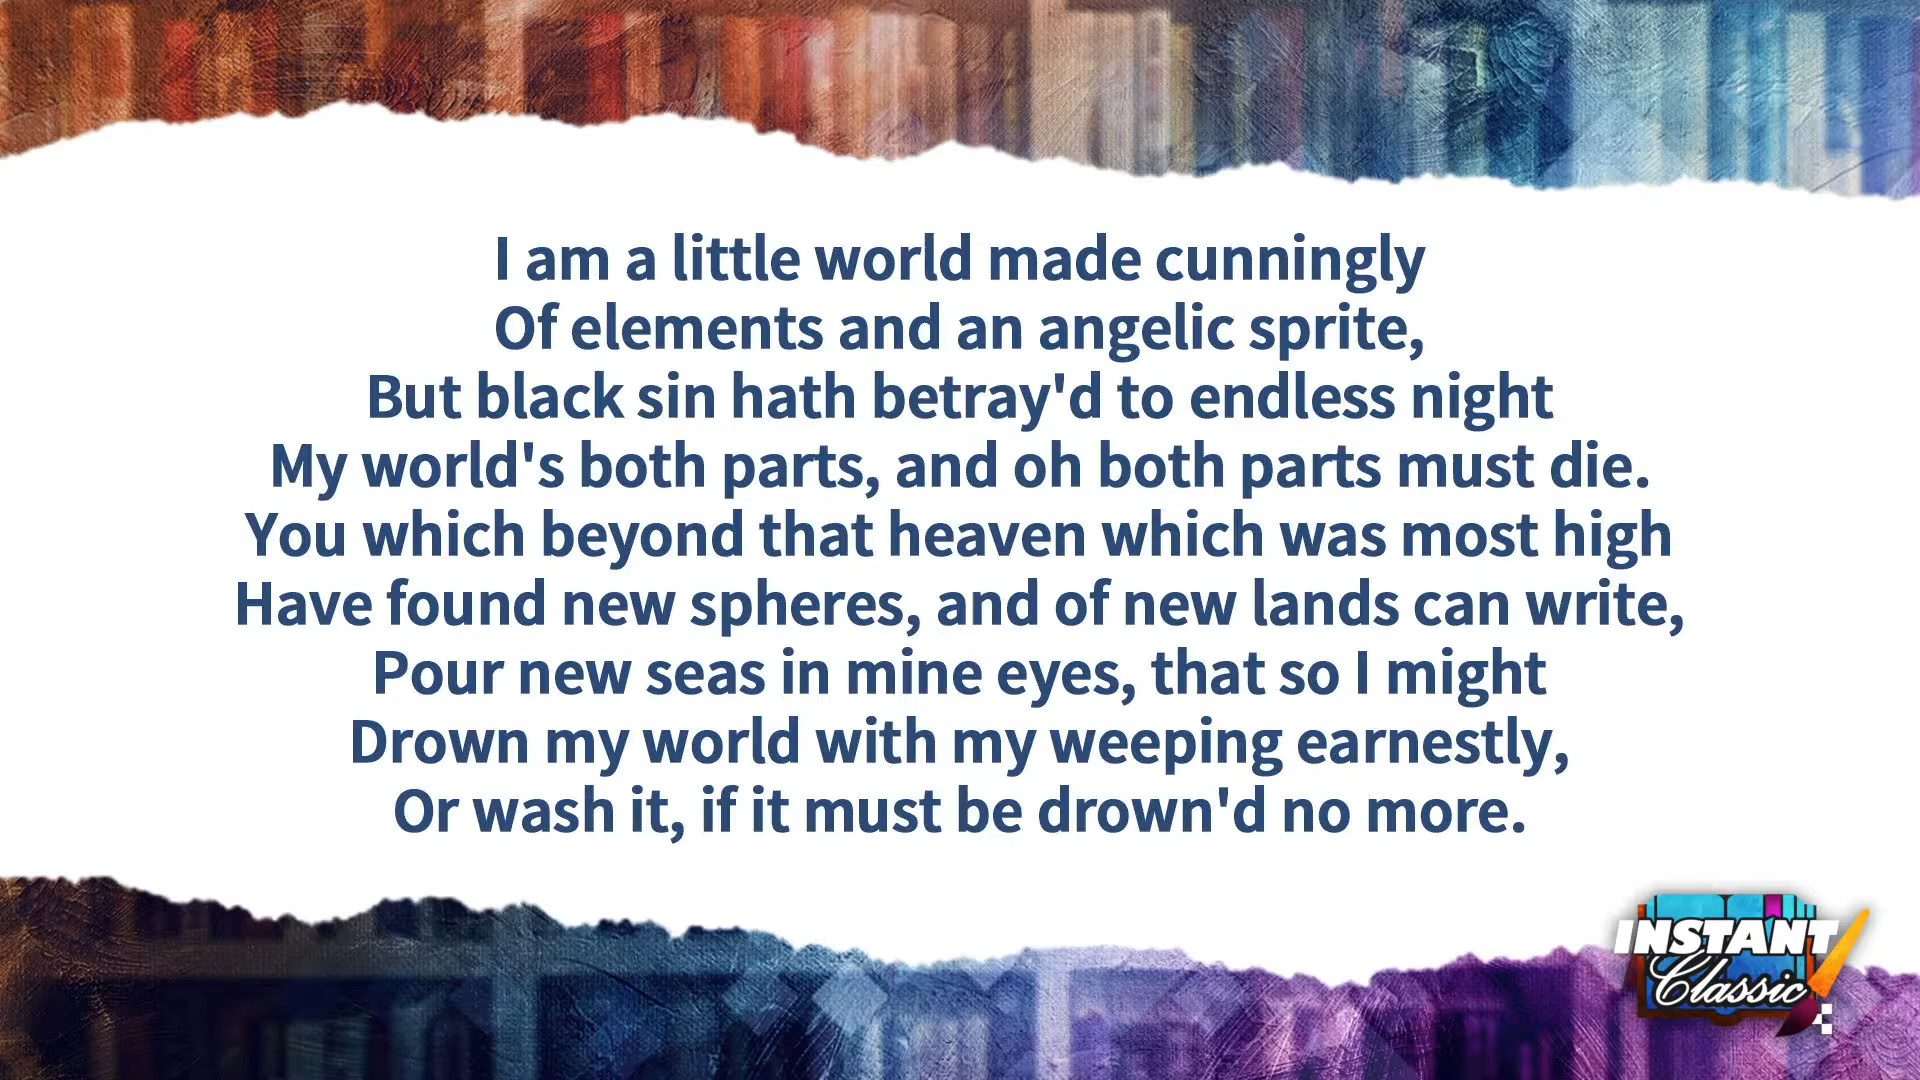 I am a little world made cunningly
Of elements and an angelic sprite,
But black sin hath betray'd to endless night
My world's both parts, and oh both parts must die.
You which beyond that heaven which was most high
Have found new spheres, and of new lands can write,
Pour new seas in mine eyes, that so I might
Drown my world with my weeping earnestly,
Or wash it, if it must be drown'd no more.
INSTANT
Classic